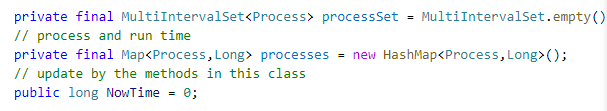 private final MultiIntervalSet<Process> processSet = MultiIntervalSet.empty()
// process and run time
private final Map<Process,Long> processes = new HashMap<Process,Long>();
// update by the methods in this class
public long NowTime = 0;